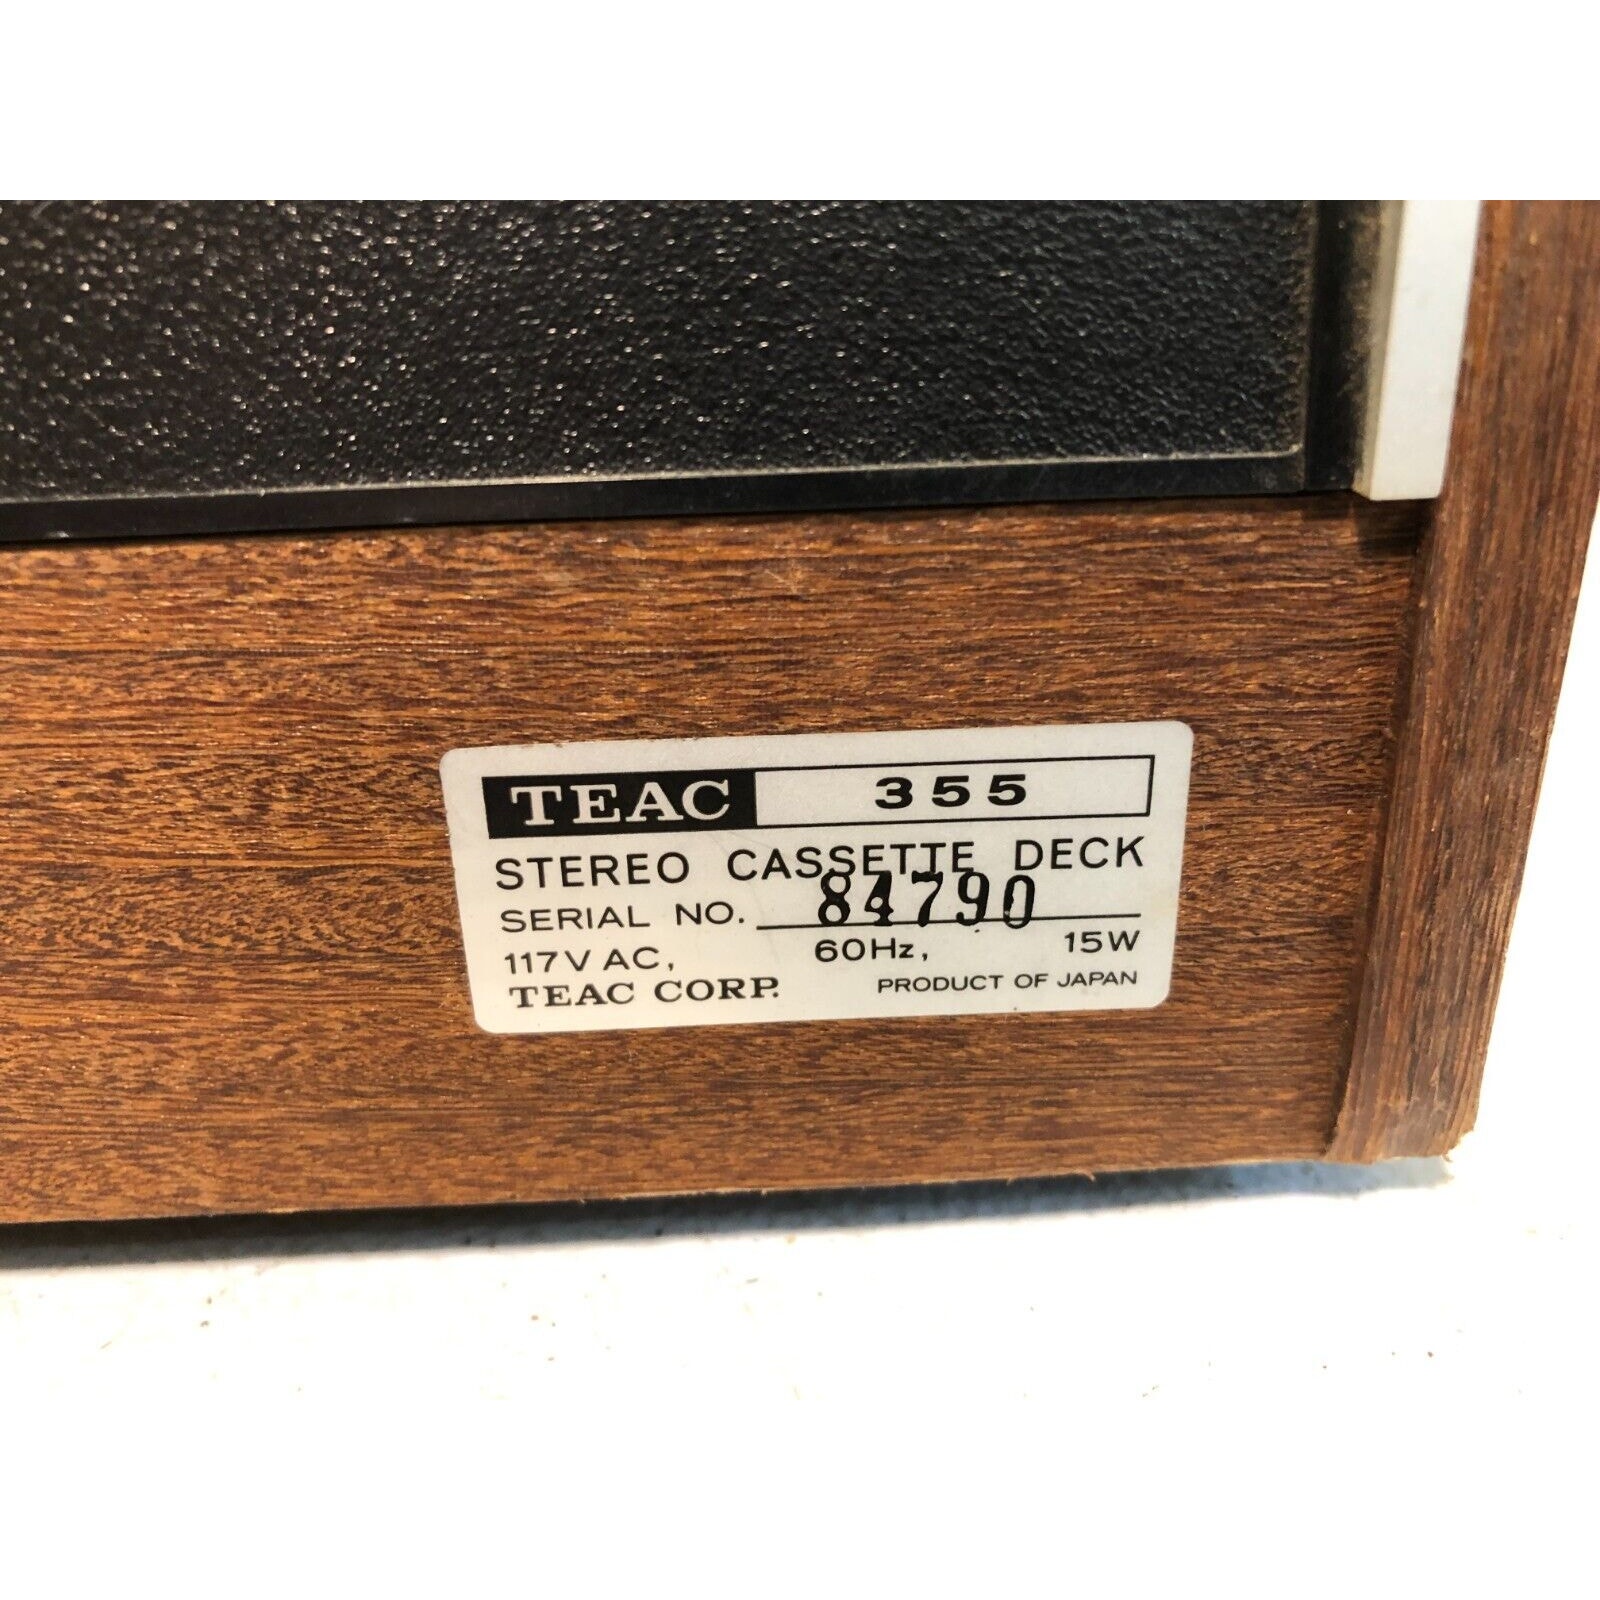 TEAC 355
STEREO CASSETTE DECK
SERIAL NO. 84790
117V AC, 60Hz, 15W
TEAC CORP. PRODUCT OF JAPAN